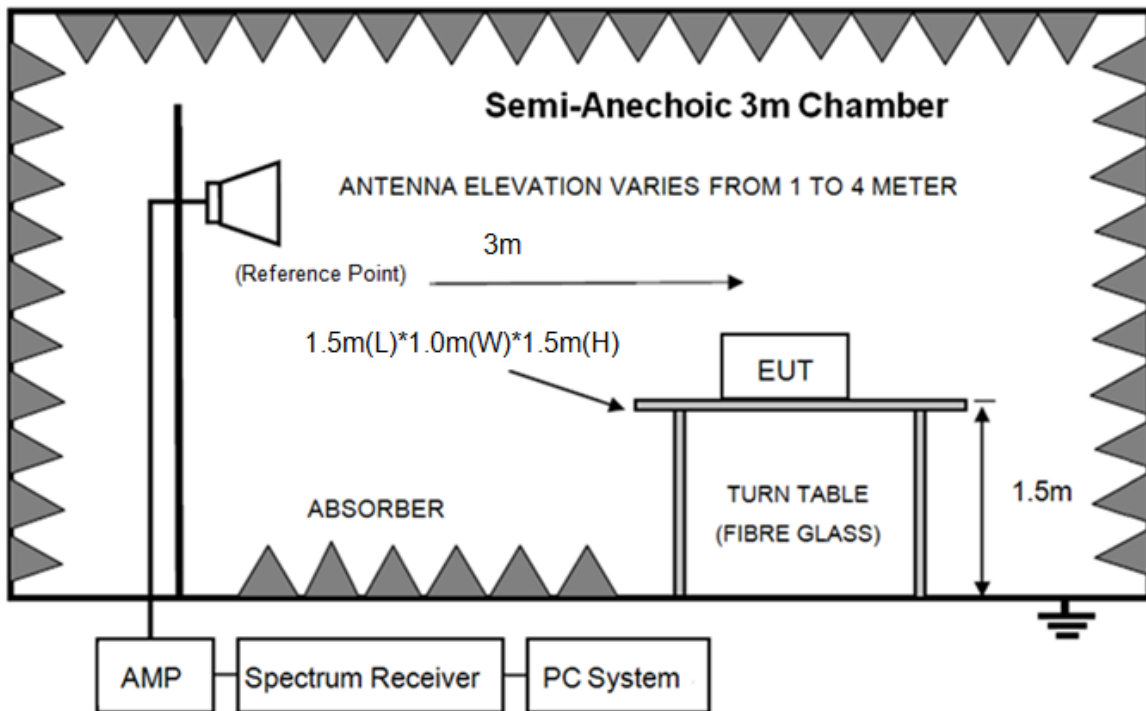 Semi-Anechoic 3m Chamber
ANTENNA ELEVATION VARIES FROM 1 TO 4 METER
3m
(Reference Point)
1.5m(L)*1.0m(W)*1.5m(H)
EUT
ABSORBER
TURN TABLE
(FIBRE GLASS)
1.5m
AMP
Spectrum Receiver
PC System